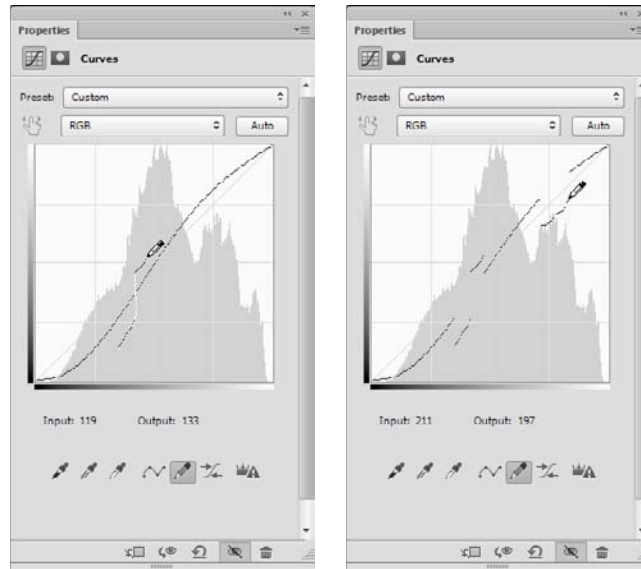 Properties
Curves
Preset: Custom
RGB
Auto
Input: 119 Output: 133
Properties
Curves
Preset: Custom
RGB
Auto
Input: 211 Output: 197